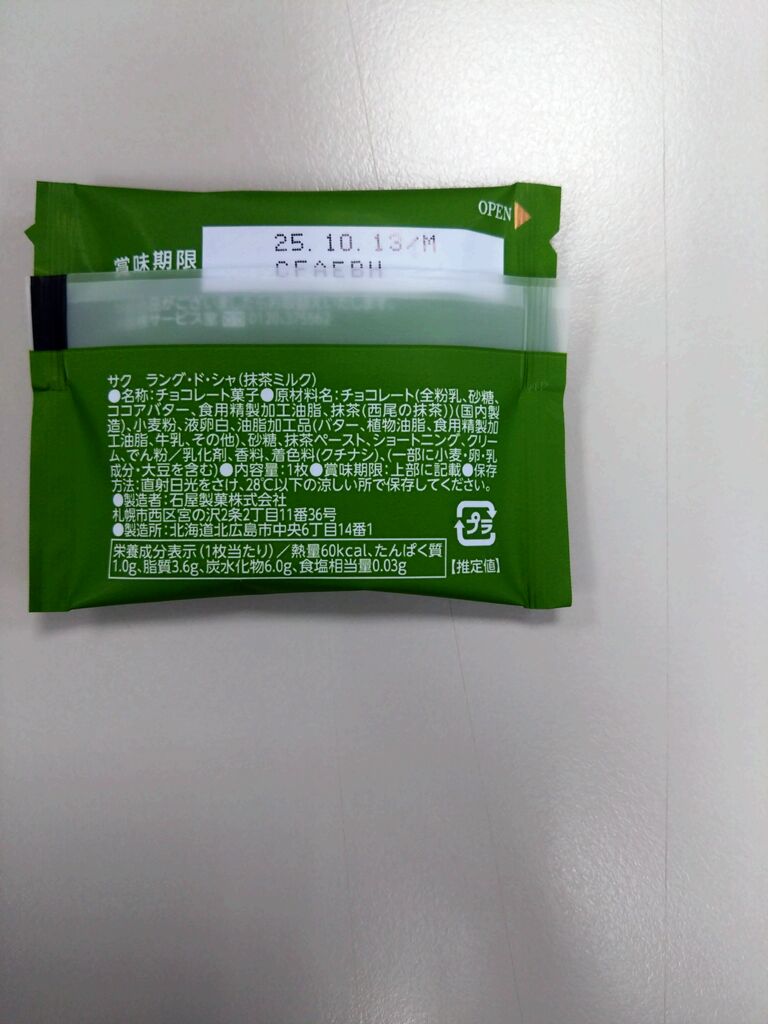 OPEN
賞味期限 25.10.13/M
CFAEBH
サク ラング・ド・シャ(抹茶ミルク)
●名称:チョコレート菓子●原材料名:チョコレート(全粉乳、砂糖、
ココアバター、食用精製加工油脂、抹茶(西尾の抹茶))(国内製
造)、小麦粉、液卵白、油脂加工品(バター、植物油脂、食用精製加
工油脂、牛乳、その他)、砂糖、抹茶ペースト、ショートニング、クリー
ム、でん粉/乳化剤、香料、着色料(クチナシ)、(一部に小麦・卵・乳
成分・大豆を含む)●内容量:1枚●賞味期限:上部に記載●保存
方法:直射日光をさけ、28℃以下の涼しい所で保存してください。
●製造者:石屋製菓株式会社
札幌市西区宮の沢2条2丁目11番36号
●製造所:北海道北広島市中央6丁目14番1
プラ
栄養成分表示(1枚当たり)/熱量60kcal、たんぱく質
1.0g、脂質3.6g、炭水化物6.0g、食塩相当量0.03g 【推定値】